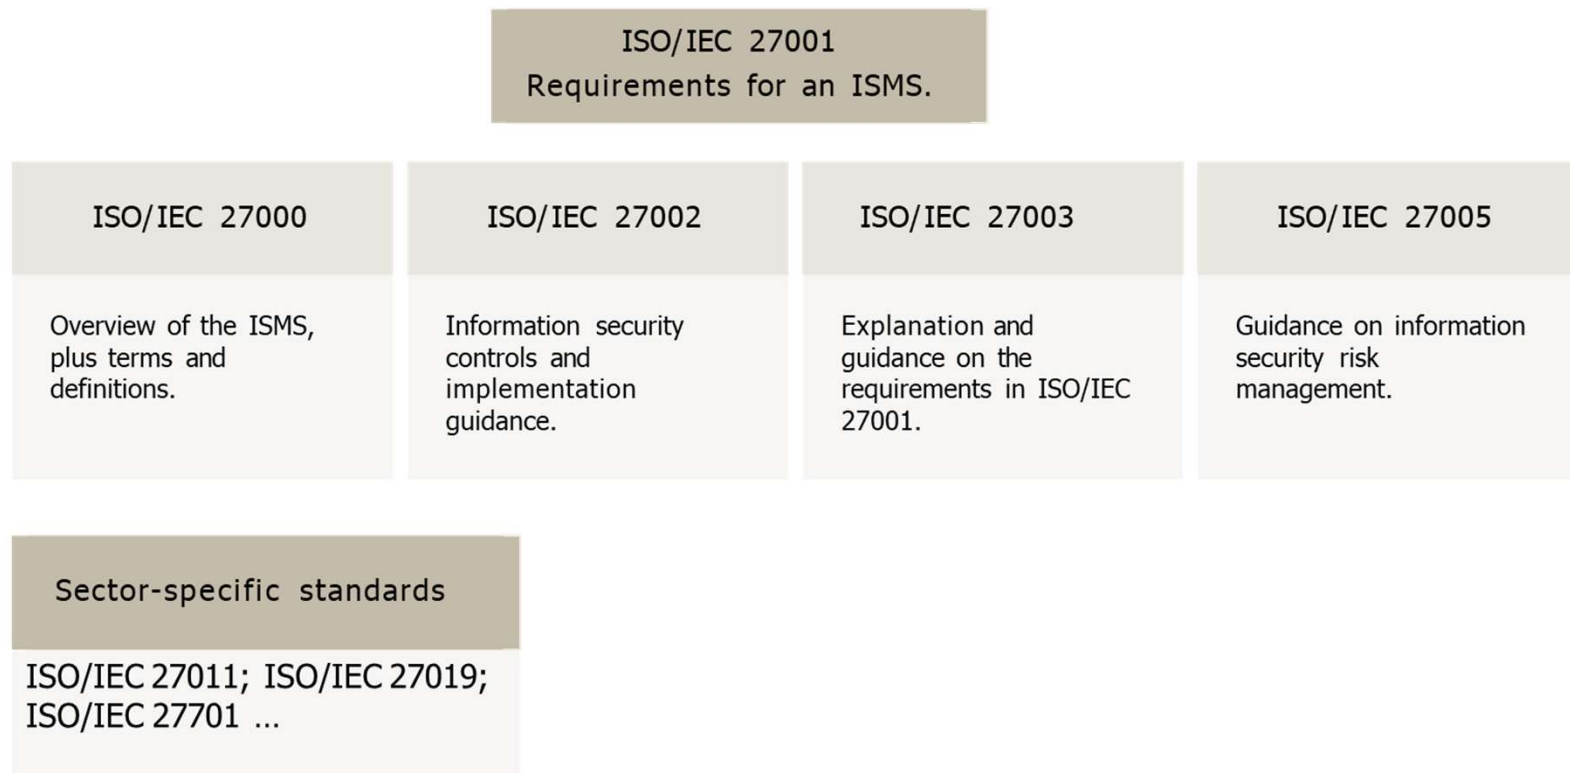 ISO/IEC 27001
Requirements for an ISMS.
ISO/IEC 27000
Overview of the ISMS,
plus terms and
definitions.
ISO/IEC 27002
Information security
controls and
implementation
guidance.
ISO/IEC 27003
Explanation and
guidance on the
requirements in ISO/IEC
27001.
ISO/IEC 27005
Guidance on information
security risk
management.
Sector-specific standards
ISO/IEC 27011; ISO/IEC 27019;
ISO/IEC 27701 ...